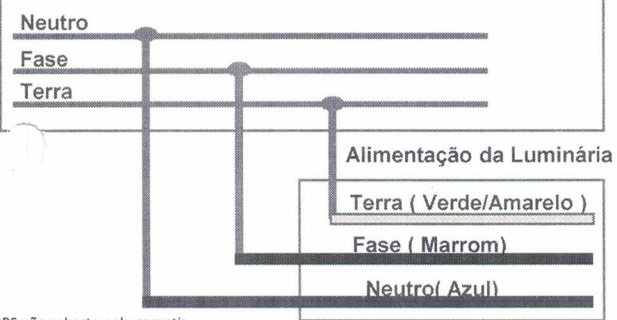 Neutro
Fase
Terra
Alimentação da Luminária
Terra ( Verde/Amarelo )
Fase ( Marrom)
Neutro( Azul)